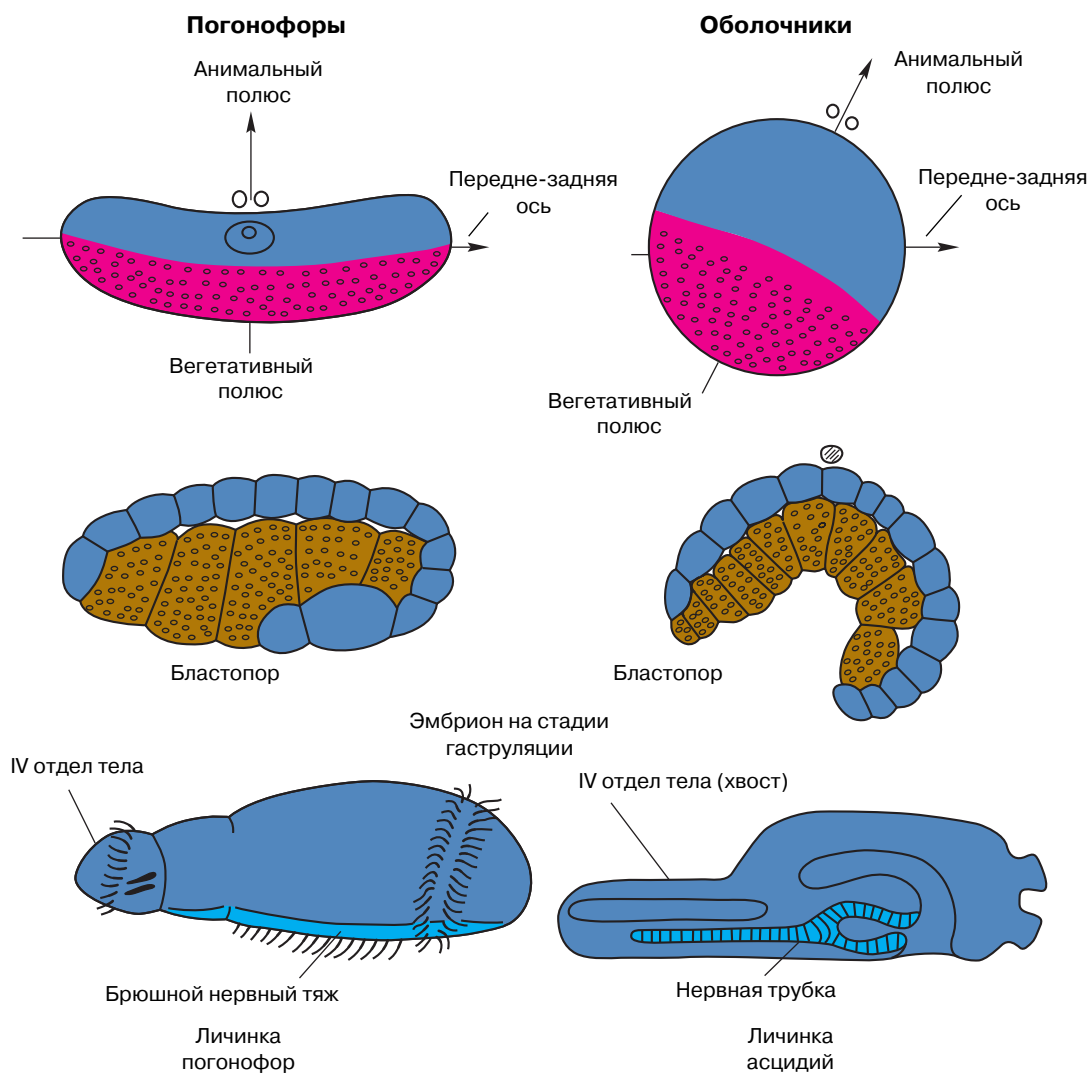 Погонофоры
Оболочники
Анимальный
полюс
Анимальный
полюс
Передне-задняя
ось
Передне-задняя
ось
Вегетативный
полюс
Вегетативный
полюс
Бластопор
Бластопор
Эмбрион на стадии
гаструляции
IV отдел тела
IV отдел тела (хвост)
Брюшной нервный тяж
Нервная трубка
Личинка
погонофор
Личинка
асцидий